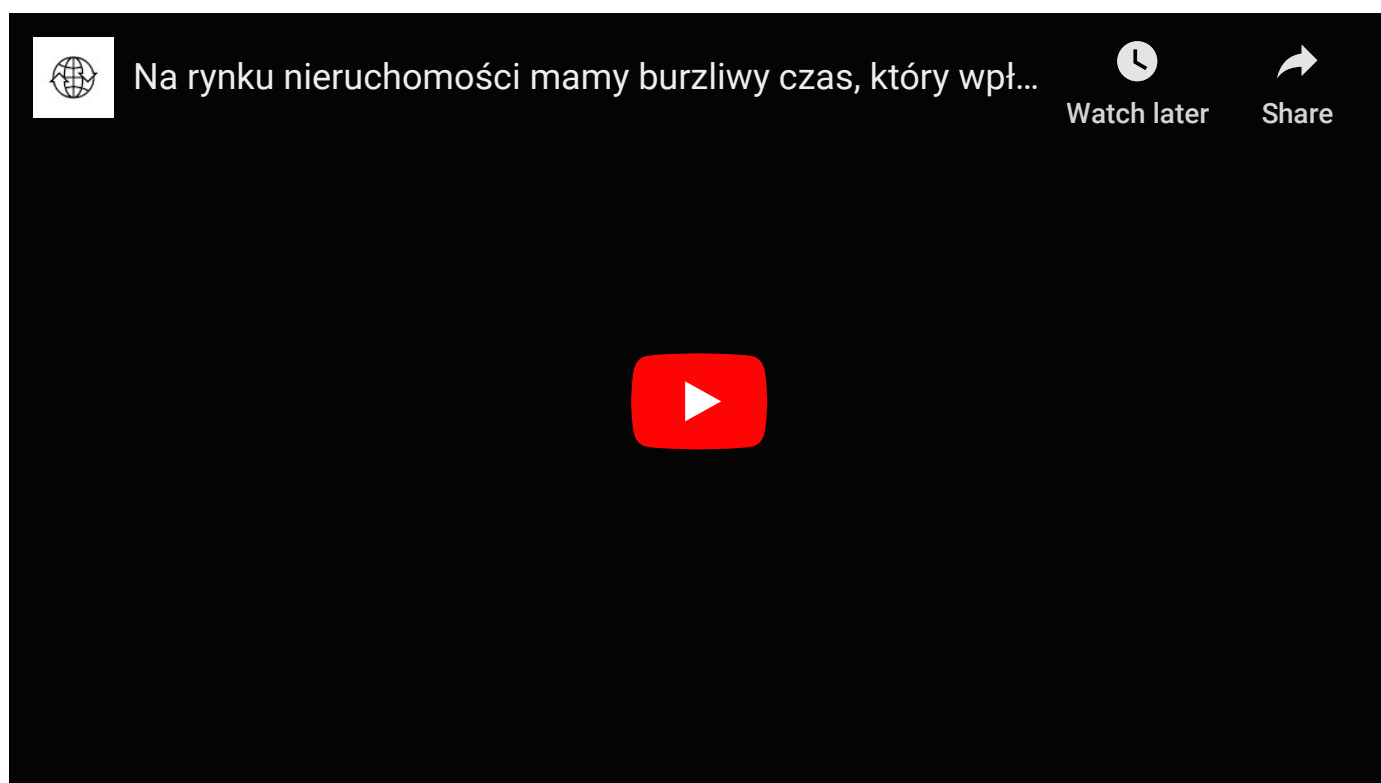 Na rynku nieruchomości mamy burzliwy czas, który wpł...
Watch later
Share